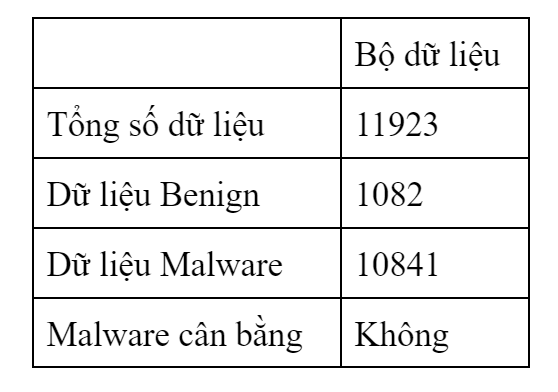 Bộ dữ liệu
Tổng số dữ liệu 11923
Dữ liệu Benign 1082
Dữ liệu Malware 10841
Malware cân bằng Không